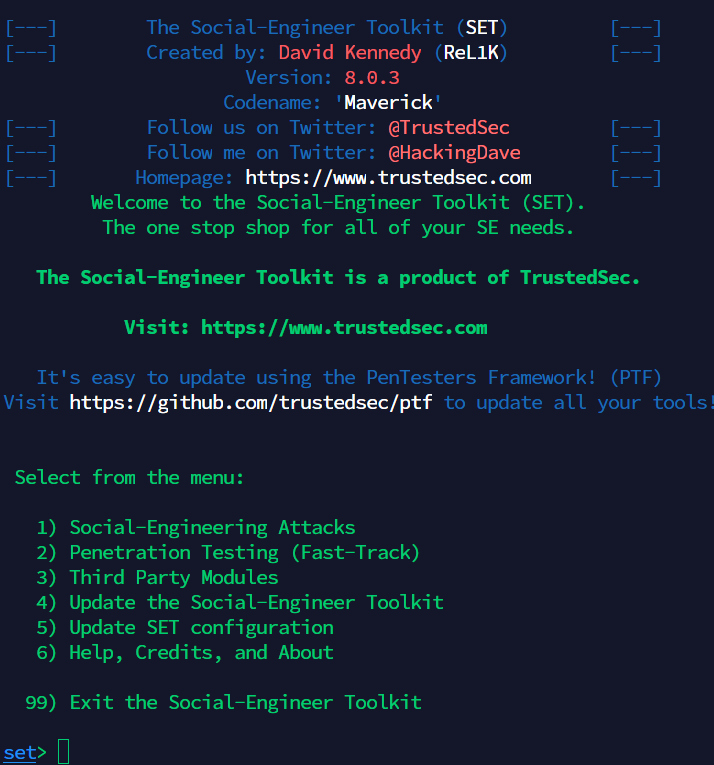 [---]        The Social-Engineer Toolkit (SET)         [---]
[---]        Created by: David Kennedy (ReL1K)         [---]
                      Version: 8.0.3
                    Codename: 'Maverick'
[---]        Follow us on Twitter: @TrustedSec         [---]
[---]        Follow me on Twitter: @HackingDave        [---]
[---]       Homepage: https://www.trustedsec.com       [---]
        Welcome to the Social-Engineer Toolkit (SET).
         The one stop shop for all of your SE needs.
   The Social-Engineer Toolkit is a product of TrustedSec.
           Visit: https://www.trustedsec.com
   It's easy to update using the PenTesters Framework! (PTF)
Visit https://github.com/trustedsec/ptf to update all your tools!
 Select from the menu:
   1) Social-Engineering Attacks
   2) Penetration Testing (Fast-Track)
   3) Third Party Modules
   4) Update the Social-Engineer Toolkit
   5) Update SET configuration
   6) Help, Credits, and About
  99) Exit the Social-Engineer Toolkit
set>